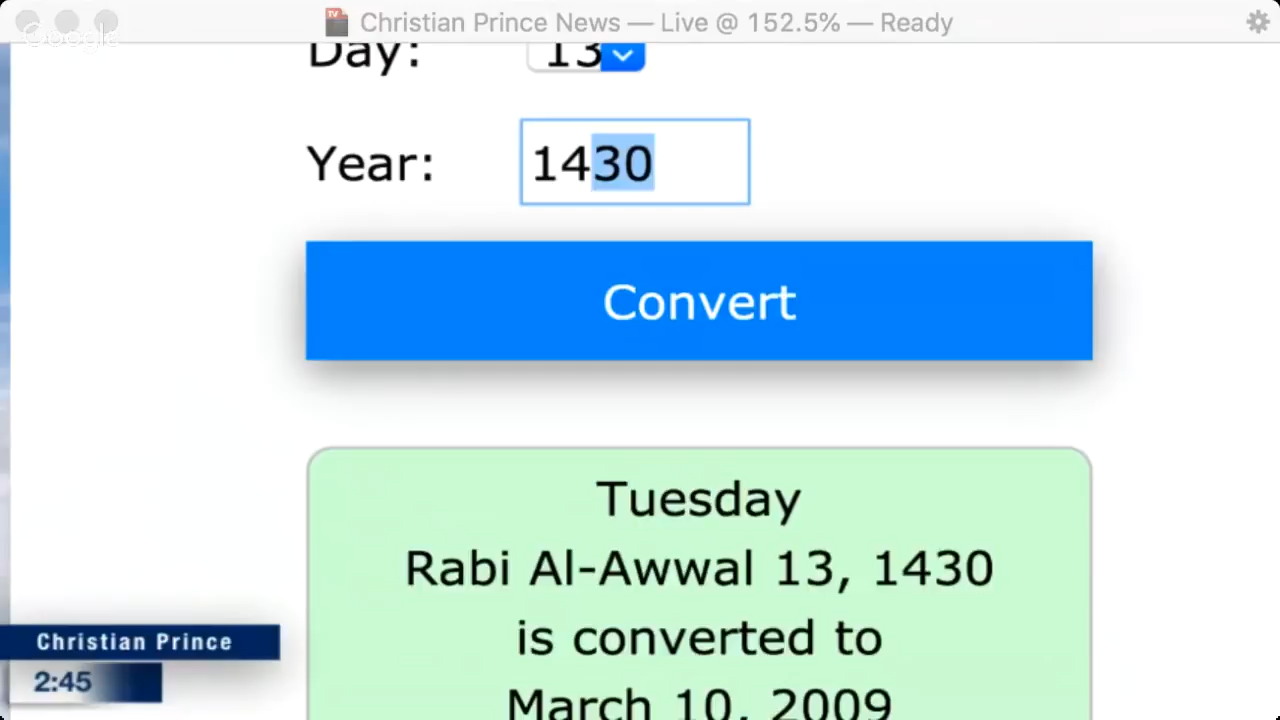 Christian Prince News — Live @ 152.5% — Ready
Google
Day: 13
Year: 1430
Convert
Tuesday
Rabi Al-Awwal 13, 1430
is converted to
March 10, 2009
Christian Prince
2:45